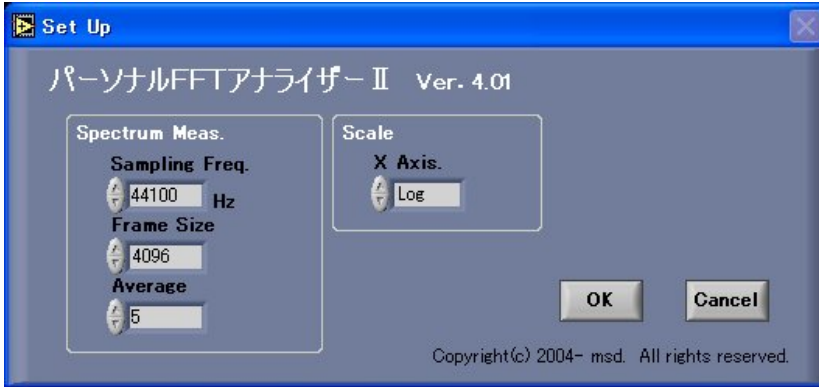 Set Up
パーソナルFFTアナライザーⅡ Ver. 4.01
Spectrum Meas.
Sampling Freq.
44100 Hz
Frame Size
4096
Average
5
Scale
X Axis.
Log
OK Cancel
Copyright(c) 2004- msd. All rights reserved.